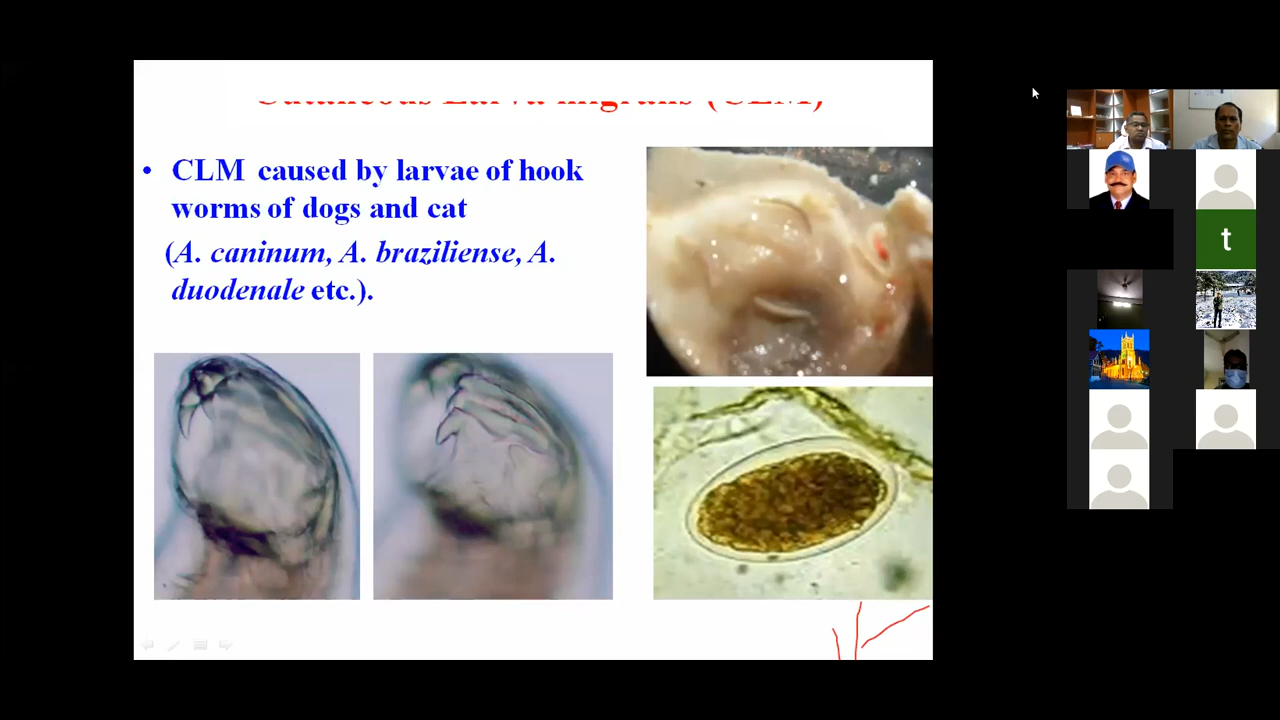 Cutaneous Larva migrans (CLM)
• CLM caused by larvae of hook
worms of dogs and cat
(A. caninum, A. braziliense, A.
duodenale etc.).
t